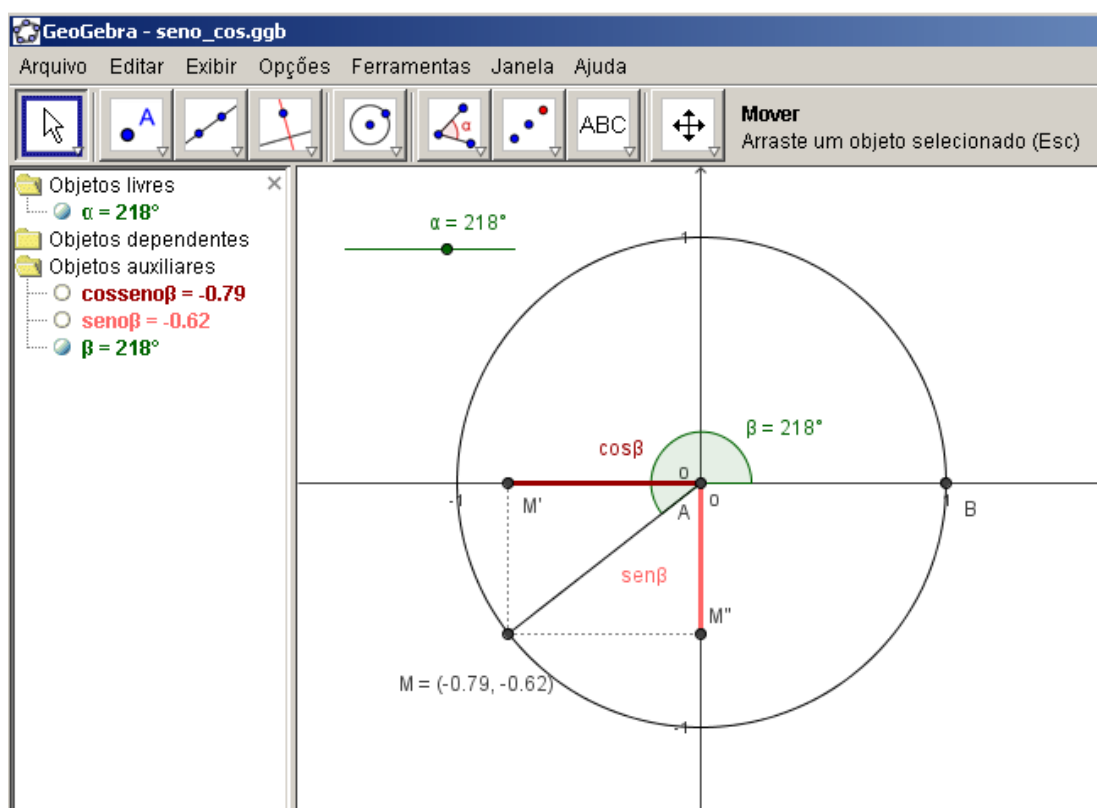 GeoGebra - seno_cos.ggb
Arquivo Editar Exibir Opções Ferramentas Janela Ajuda
A α ABC
Mover
Arraste um objeto selecionado (Esc)
Objetos livres
α = 218°
Objetos dependentes
Objetos auxiliares
cossenoβ = -0.79
senoβ = -0.62
β = 218°
α = 218°
1
β = 218°
cosβ
o
-1 M' A o 1 B
senβ
M"
M = (-0.79, -0.62)
-1